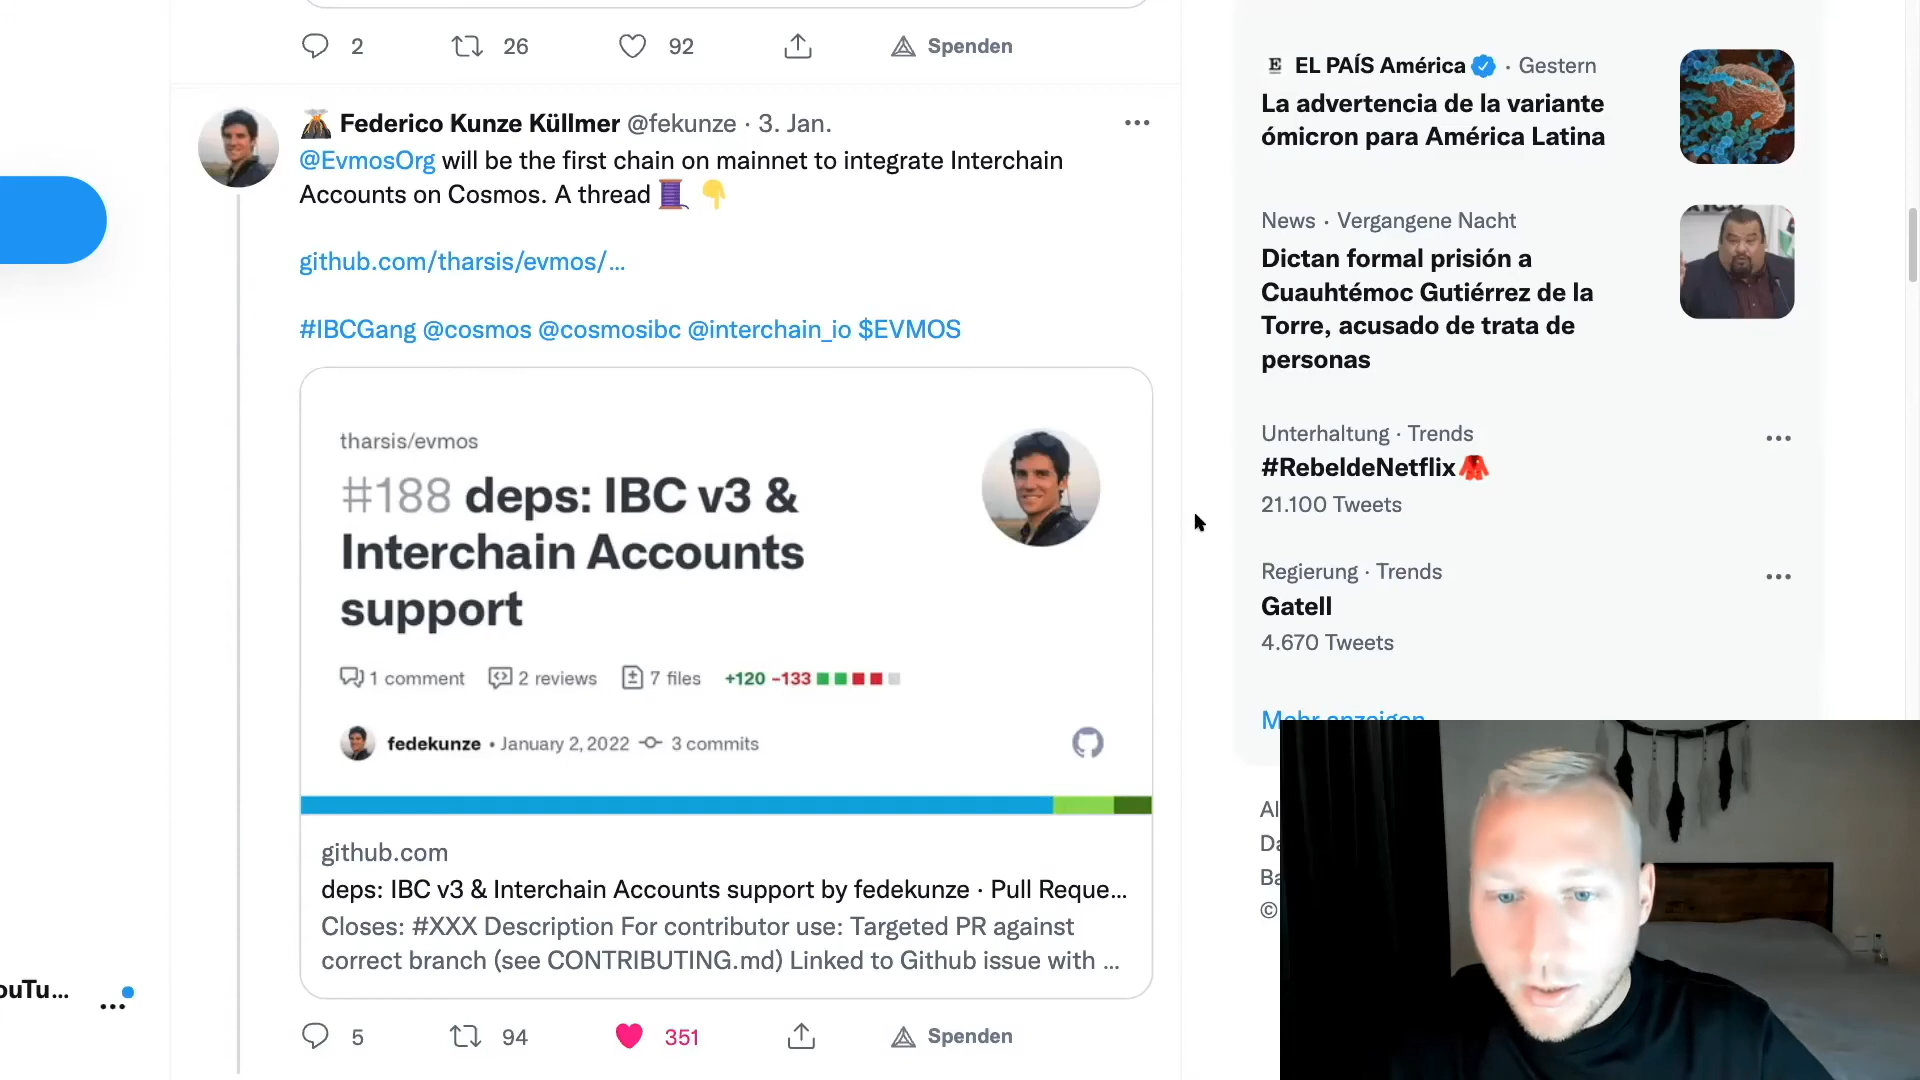 2 26 92 Spenden
Federico Kunze Küllmer @fekunze · 3. Jan.
@EvmosOrg will be the first chain on mainnet to integrate Interchain
Accounts on Cosmos. A thread
github.com/tharsis/evmos/...
#IBCGang @cosmos @cosmosibc @interchain_io $EVMOS
tharsis/evmos
#188 deps: IBC v3 &
Interchain Accounts
support
1 comment 2 reviews 7 files +120 -133
fedekunze • January 2, 2022 3 commits
github.com
deps: IBC v3 & Interchain Accounts support by fedekunze · Pull Reque...
Closes: #XXX Description For contributor use: Targeted PR against
correct branch (see CONTRIBUTING.md) Linked to Github issue with ...
5 94 351 Spenden
ouTu...
E EL PAÍS América · Gestern
La advertencia de la variante
ómicron para América Latina
News · Vergangene Nacht
Dictan formal prisión a
Cuauhtémoc Gutiérrez de la
Torre, acusado de trata de
personas
Unterhaltung · Trends
#RebeldeNetflix
21.100 Tweets
Regierung · Trends
Gatell
4.670 Tweets
Mehr anzeigen
Al
Da
Ba
©